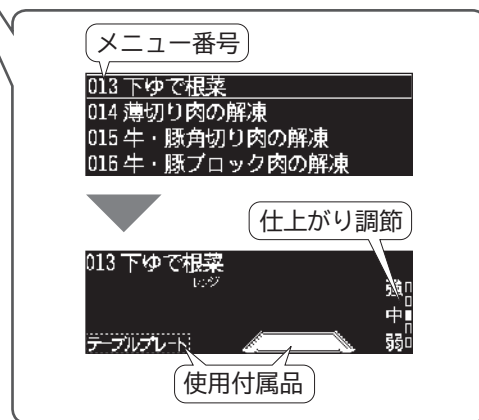 メニュー番号
013 下ゆで根菜
014 薄切り肉の解凍
015 牛・豚角切り肉の解凍
016 牛・豚ブロック肉の解凍
仕上がり調節
013 下ゆで根菜
レンジ
強
中
テーブルプレート
弱
使用付属品